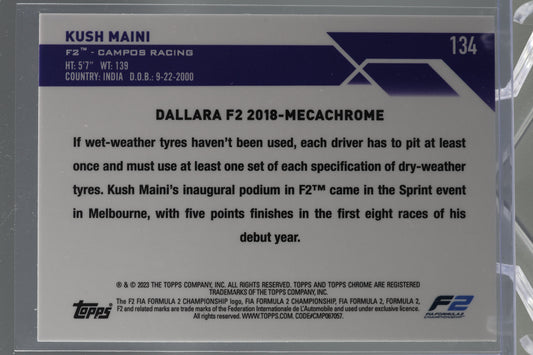 KUSH MAINI
134
F2™ - CAMPOS RACING
HT: 5'7" WT: 139
COUNTRY: INDIA D.O.B.: 9-22-2000
DALLARA F2 2018-MECACHROME
If wet-weather tyres haven't been used, each driver has to pit at least
once and must use at least one set of each specification of dry-weather
tyres. Kush Maini's inaugural podium in F2™ came in the Sprint event
in Melbourne, with five points finishes in the first eight races of his
debut year.
® & © 2023 THE TOPPS COMPANY, INC. ALL RIGHTS RESERVED. TOPPS AND TOPPS CHROME ARE REGISTERED
TRADEMARKS OF THE TOPPS COMPANY, INC.
The F2 FIA FORMULA 2 CHAMPIONSHIP logo, FIA FORMULA 2 CHAMPIONSHIP, FIA FORMULA 2, FORMULA 2,
F2 and related marks are trade marks of the Federation Internationale de L'Automobile and used under exclusive licence.
All rights reserved. WWW.TOPPS.COM. CODE#CMP087057.
Topps
F2
FIA FORMULA 2
CHAMPIONSHIP